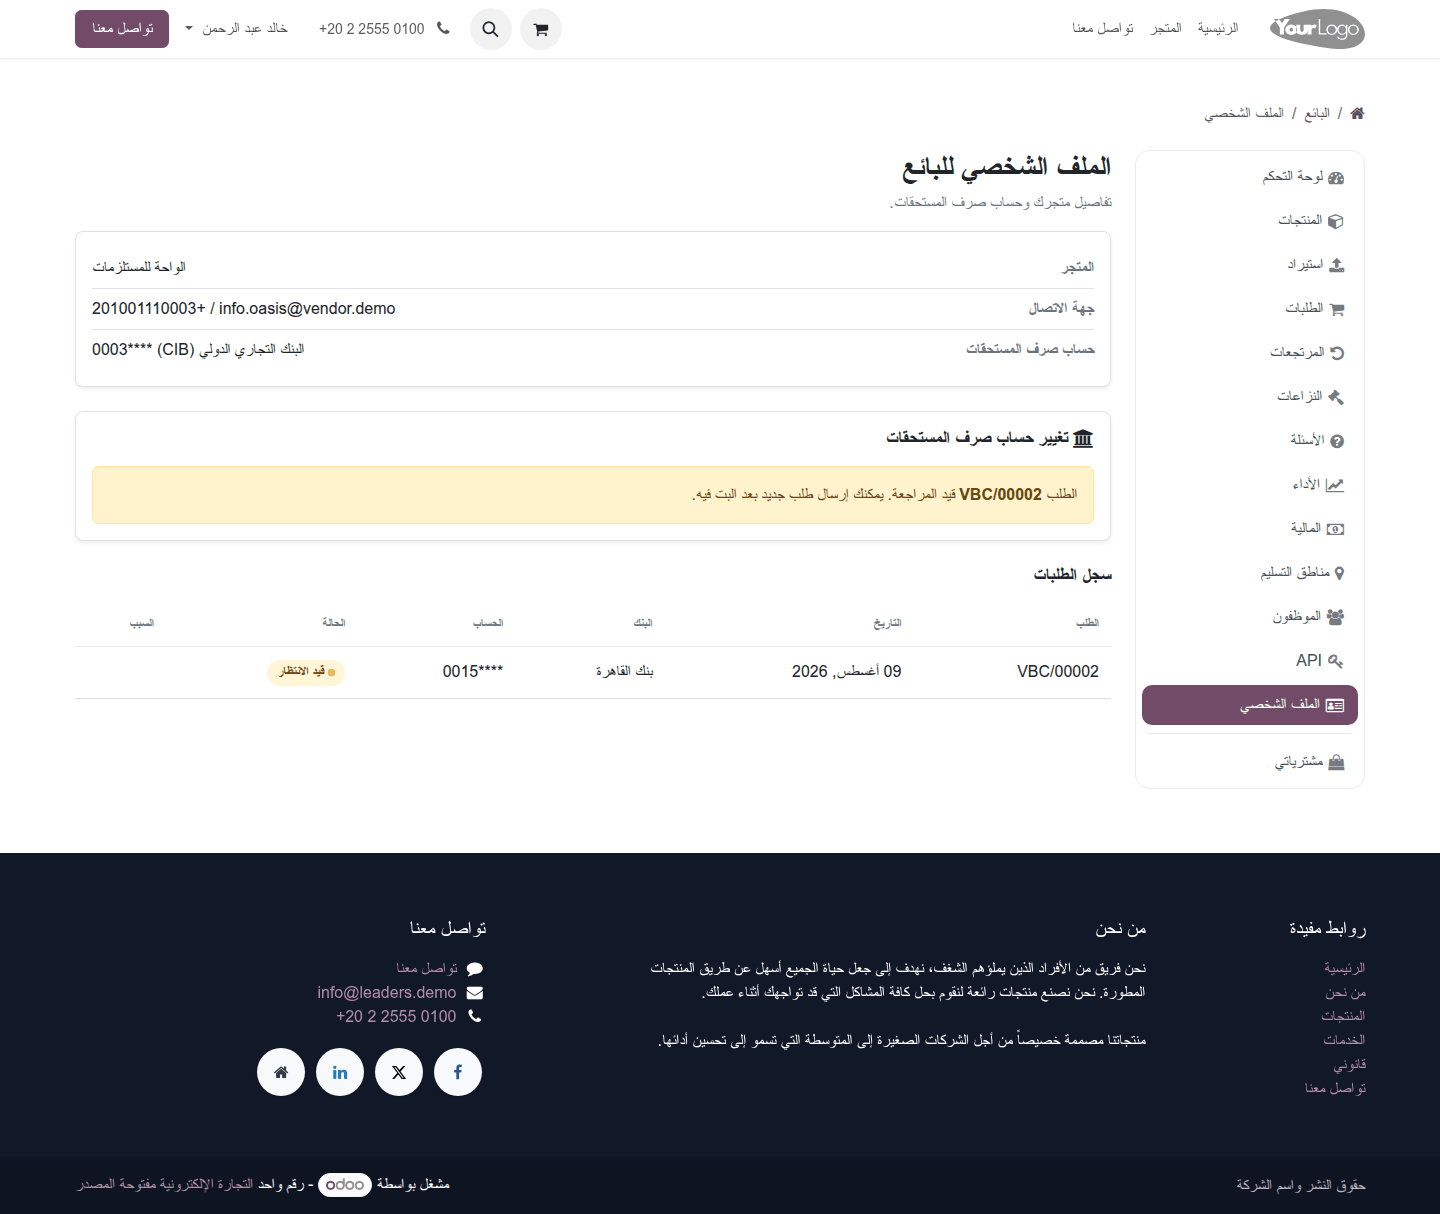 YourLogo
الرئيسية
المتجر
تواصل معنا
+20 2 2555 0100
خالد عبد الرحمن
تواصل معنا
/ البائع / الملف الشخصي
لوحة التحكم
المنتجات
استيراد
الطلبات
المرتجعات
النزاعات
الأسئلة
الأداء
المالية
مناطق التسليم
الموظفون
API
الملف الشخصي
مشترياتي
الملف الشخصي للبائع
تفاصيل متجرك وحساب صرف المستحقات.
المتجر
الواحة للمستلزمات
جهة الاتصال
info.oasis@vendor.demo / +201001110003
حساب صرف المستحقات
البنك التجاري الدولي (CIB) ****0003
تغيير حساب صرف المستحقات
الطلب VBC/00002 قيد المراجعة. يمكنك إرسال طلب جديد بعد البت فيه.
سجل الطلبات
الطلب التاريخ البنك الحساب الحالة السبب
VBC/00002 09 أغسطس, 2026 بنك القاهرة ****0015 قيد الانتظار
روابط مفيدة
الرئيسية
من نحن
المنتجات
الخدمات
قانوني
تواصل معنا
من نحن
نحن فريق من الأفراد الذين يملؤهم الشغف، نهدف إلى جعل حياة الجميع أسهل عن طريق المنتجات
المطورة. نحن نصنع منتجات رائعة لنقوم بحل كافة المشاكل التي قد تواجهك أثناء عملك.
منتجاتنا مصممة خصيصاً من أجل الشركات الصغيرة إلى المتوسطة التي تسمو إلى تحسين أدائها.
تواصل معنا
تواصل معنا
info@leaders.demo
+20 2 2555 0100
حقوق النشر واسم الشركة
مشغل بواسطة odoo - رقم واحد التجارة الإلكترونية مفتوحة المصدر